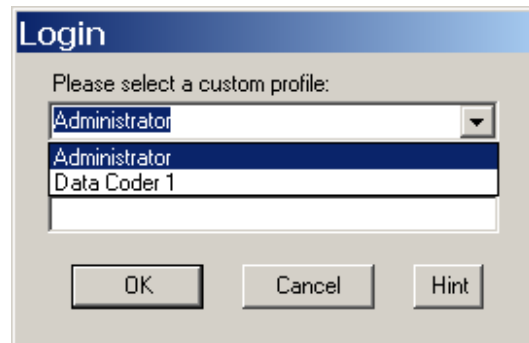 Login
Please select a custom profile:
Administrator
Administrator
Data Coder 1
OK Cancel Hint